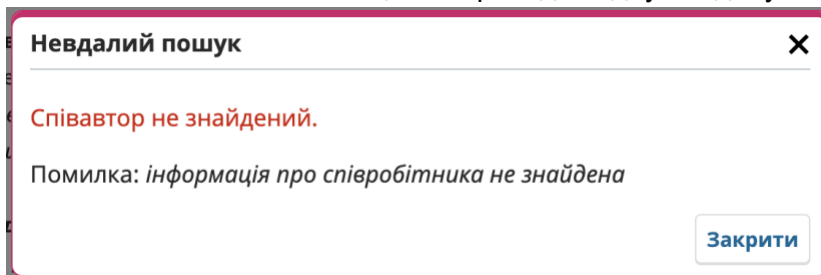 Невдалий пошук
Співавтор не знайдений.
Помилка: інформація про співробітника не знайдена
Закрити